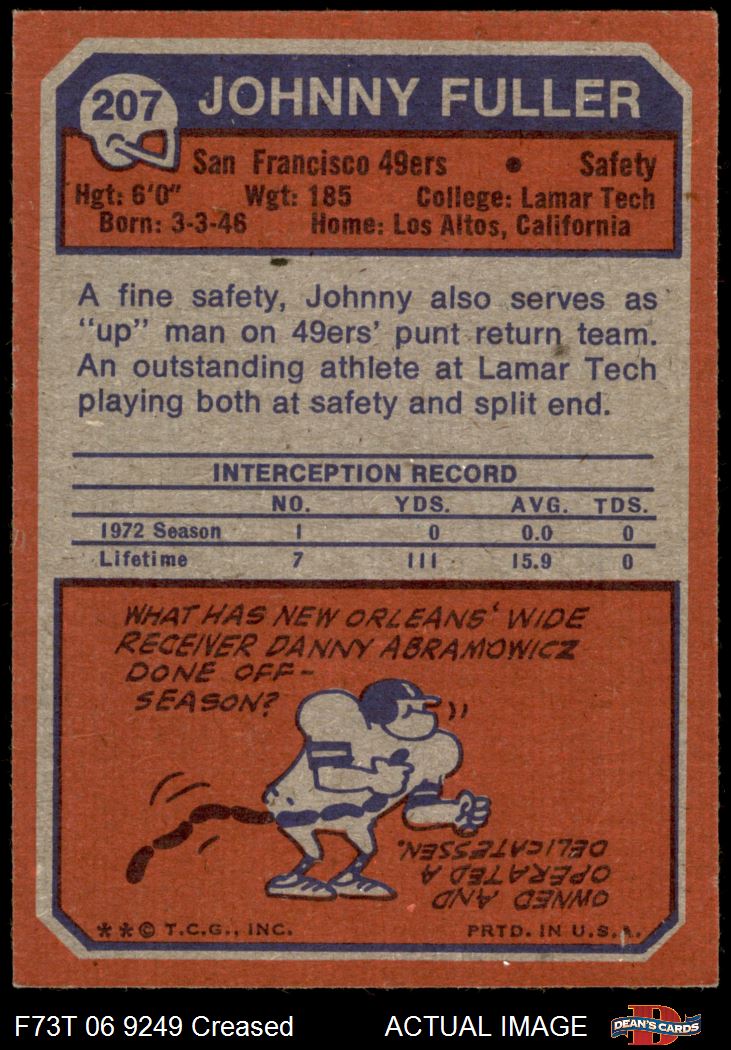 207 JOHNNY FULLER
San Francisco 49ers • Safety
Hgt: 6'0" Wgt: 185 College: Lamar Tech
Born: 3-3-46 Home: Los Altos, California
A fine safety, Johnny also serves as
"up" man on 49ers' punt return team.
An outstanding athlete at Lamar Tech
playing both at safety and split end.
INTERCEPTION RECORD
NO. YDS. AVG. TDS.
1972 Season 1 0 0.0 0
Lifetime 7 111 15.9 0
WHAT HAS NEW ORLEANS' WIDE
RECEIVER DANNY ABRAMOWICZ
DONE OFF-
SEASON?
OWNED AND
OPERATED A
DELICATESSEN.
**© T.C.G., INC. PRTD. IN U.S.A.
F73T 06 9249 Creased ACTUAL IMAGE D DEAN'S CARDS